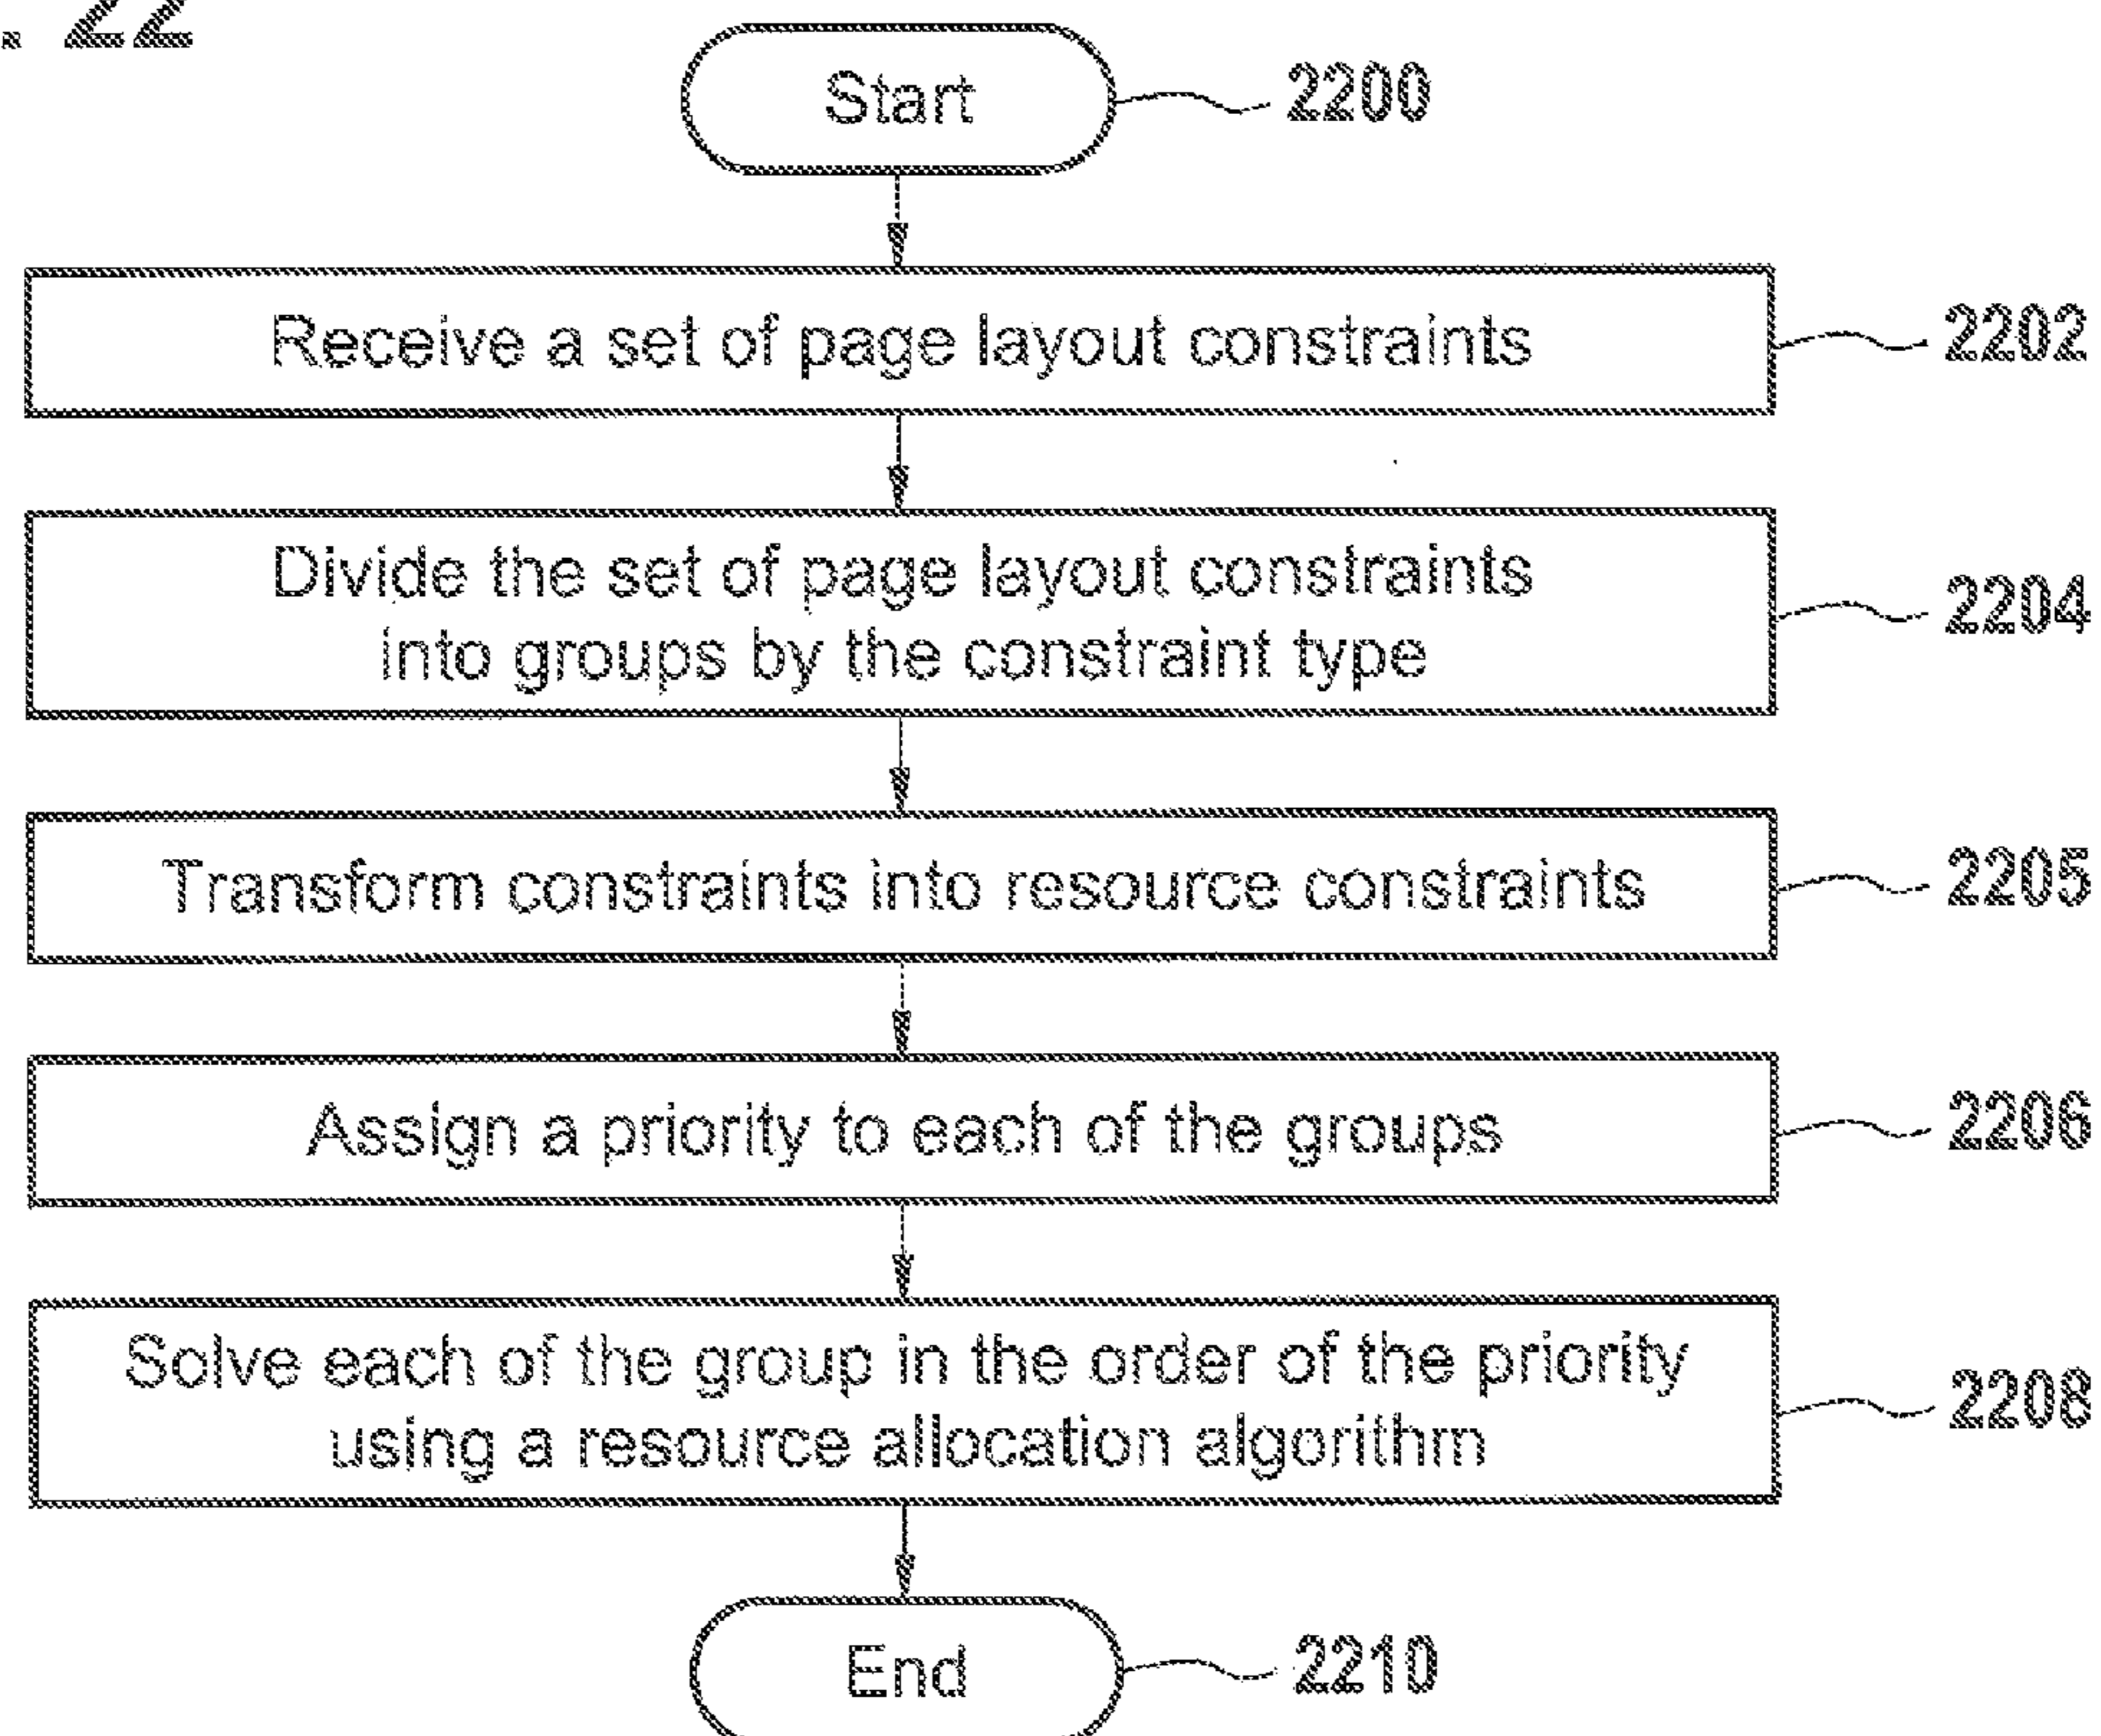 . 22
Start
2200
Receive a set of page layout constraints
2202
Divide the set of page layout constraints
into groups by the constraint type
2204
Transform constraints into resource constraints
2205
Assign a priority to each of the groups
2206
Solve each of the group in the order of the priority
using a resource allocation algorithm
2208
End
2210